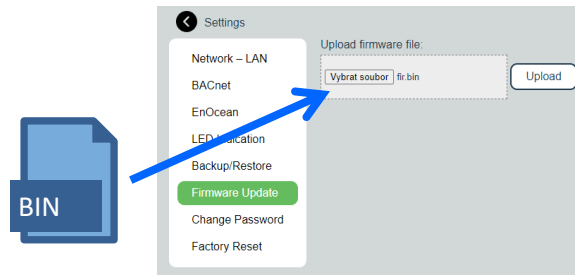 Settings
Upload firmware file:
Network – LAN
Vybrat soubor fir.bin
Upload
BACnet
EnOcean
LED Indication
Backup/Restore
Firmware Update
BIN
Change Password
Factory Reset